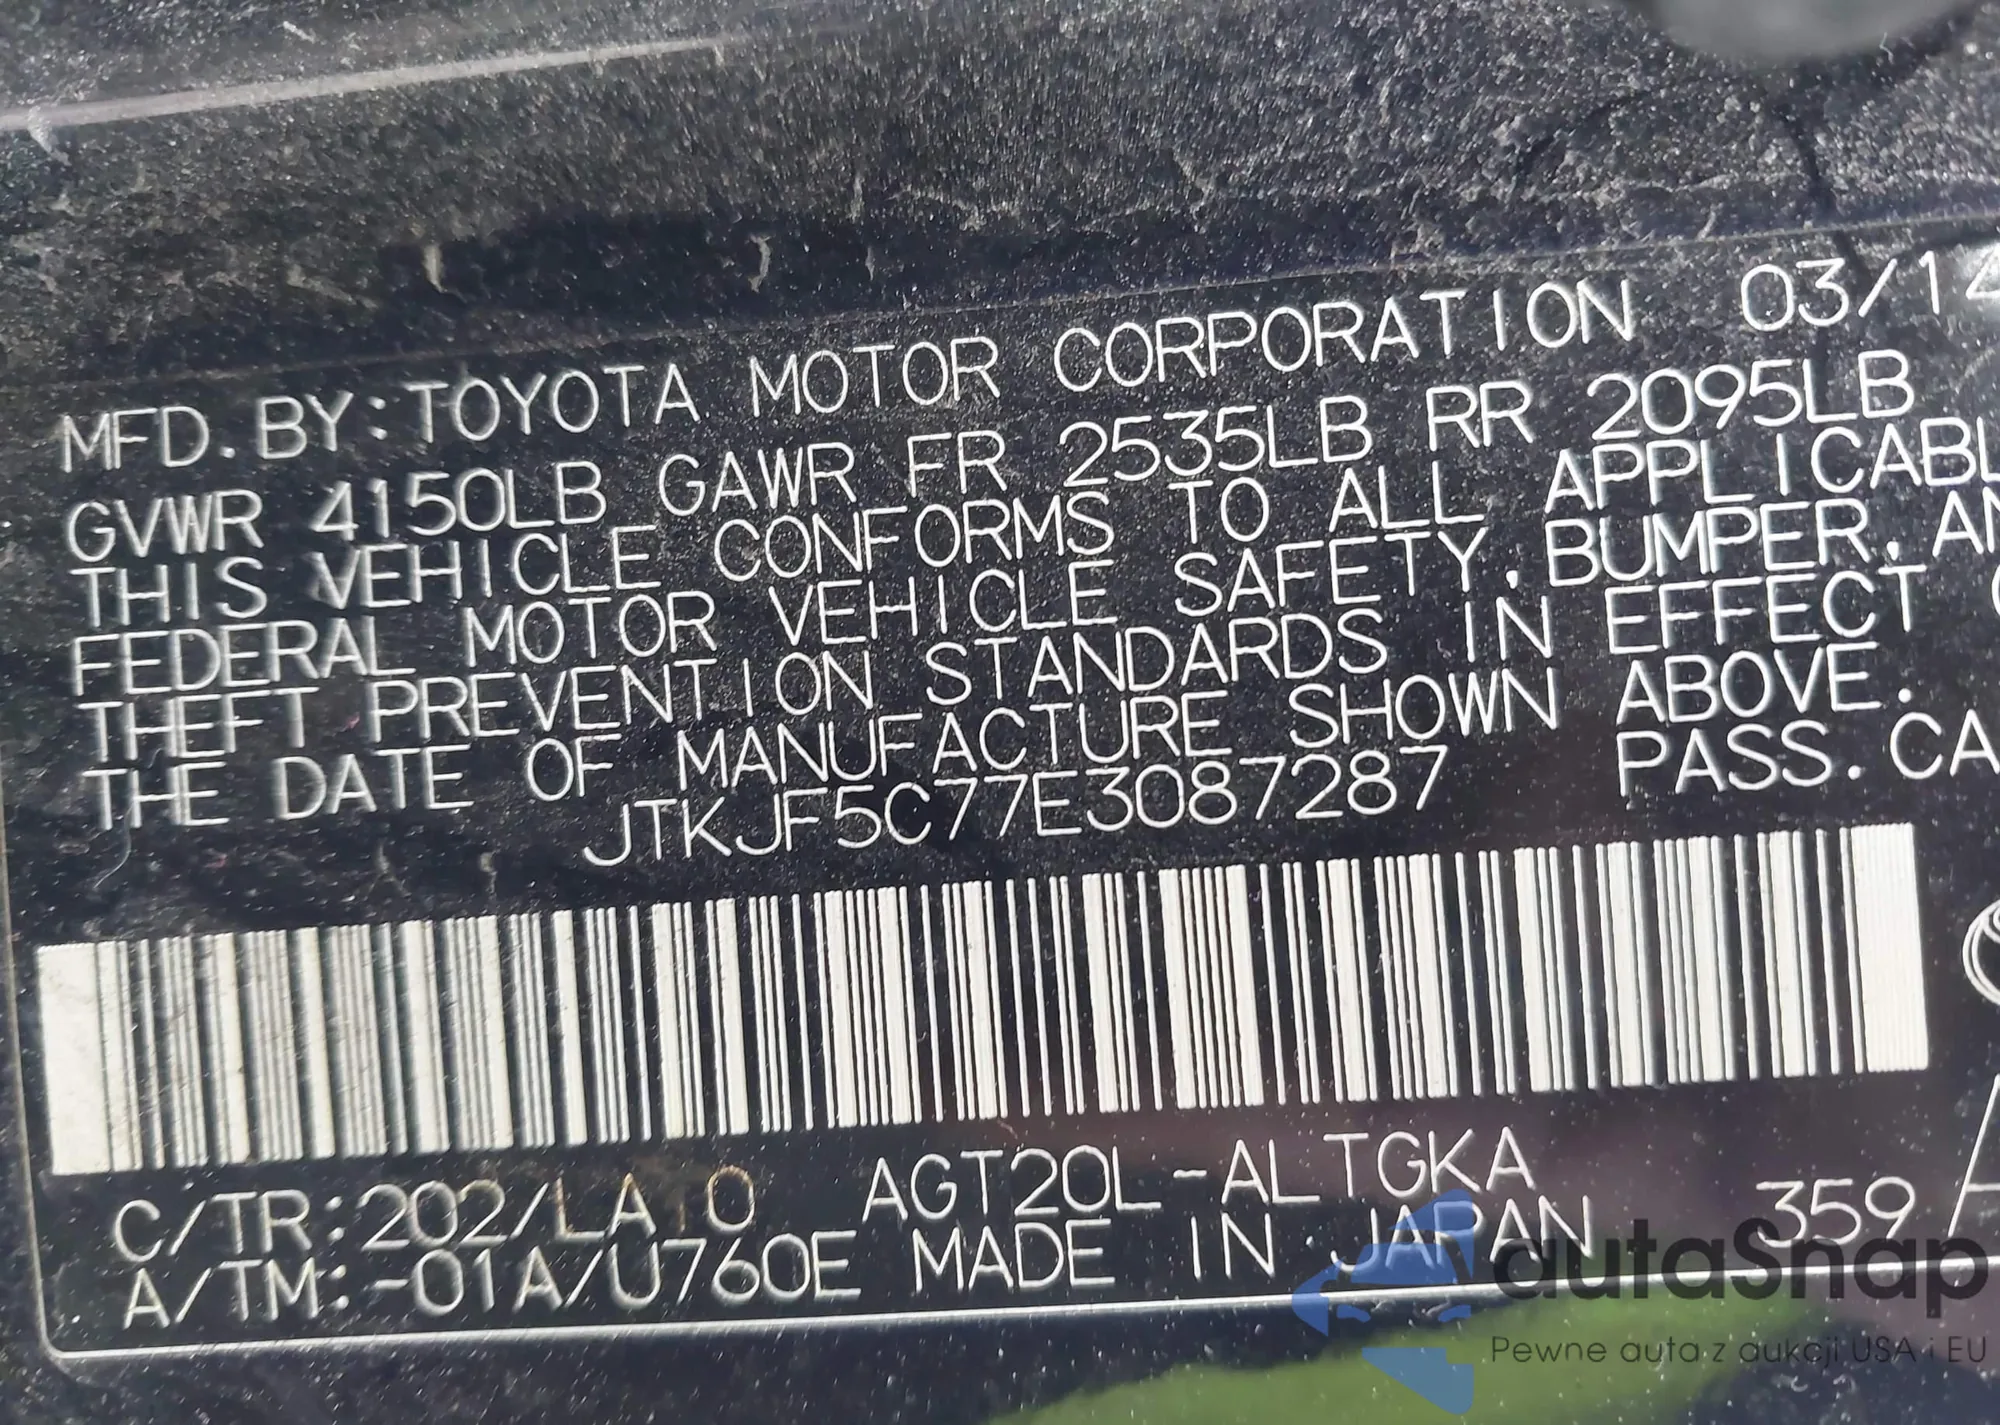 MFD.BY:TOYOTA MOTOR CORPORATION 03/14
GVWR 4150LB GAWR FR 2535LB RR 2095LB
THIS VEHICLE CONFORMS TO ALL APPLICABL
FEDERAL MOTOR VEHICLE SAFETY,BUMPER,AN
THEFT PREVENTION STANDARDS IN EFFECT O
THE DATE OF MANUFACTURE SHOWN ABOVE.
JTKJF5C77E3087287 PASS.CA
C/TR:202/LA10 AGT20L-ALTGKA
A/TM:-01A/U760E MADE IN JAPAN 359
autaSnap
Pewne auta z aukcji USA i EU